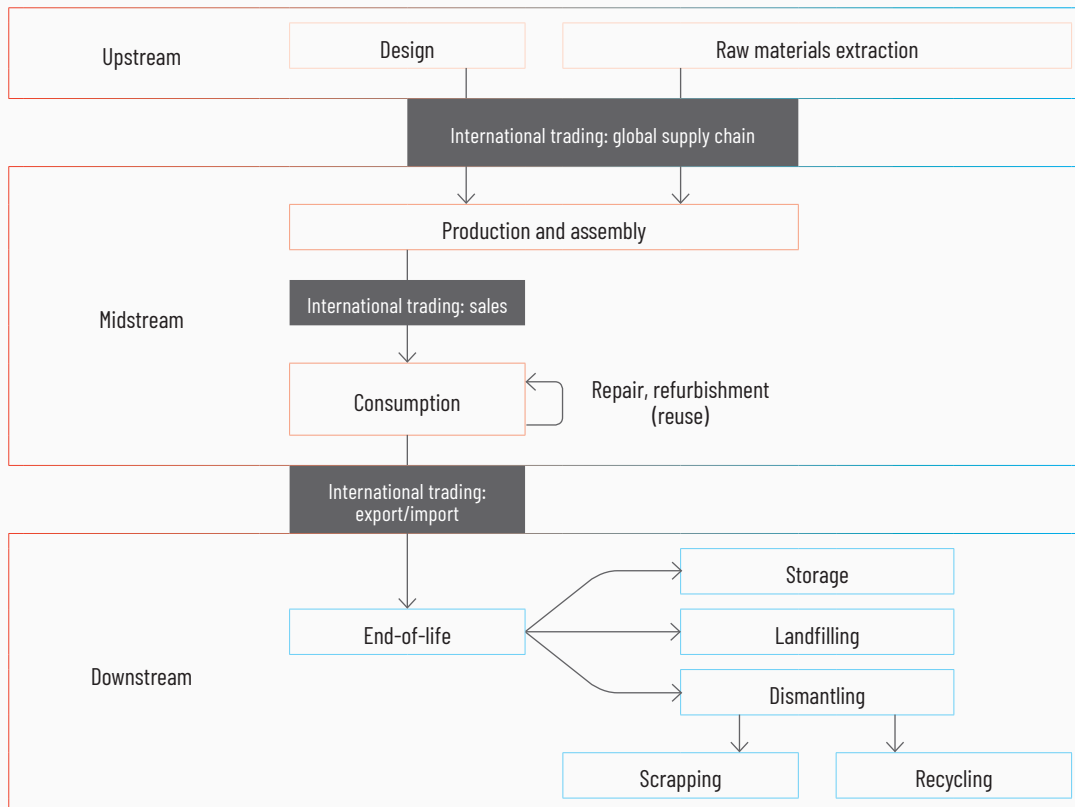 Upstream
Design
Raw materials extraction
International trading: global supply chain
Production and assembly
International trading: sales
Midstream
Consumption
Repair, refurbishment
(reuse)
International trading:
export/import
Storage
End-of-life
Landfilling
Downstream
Dismantling
Scrapping
Recycling